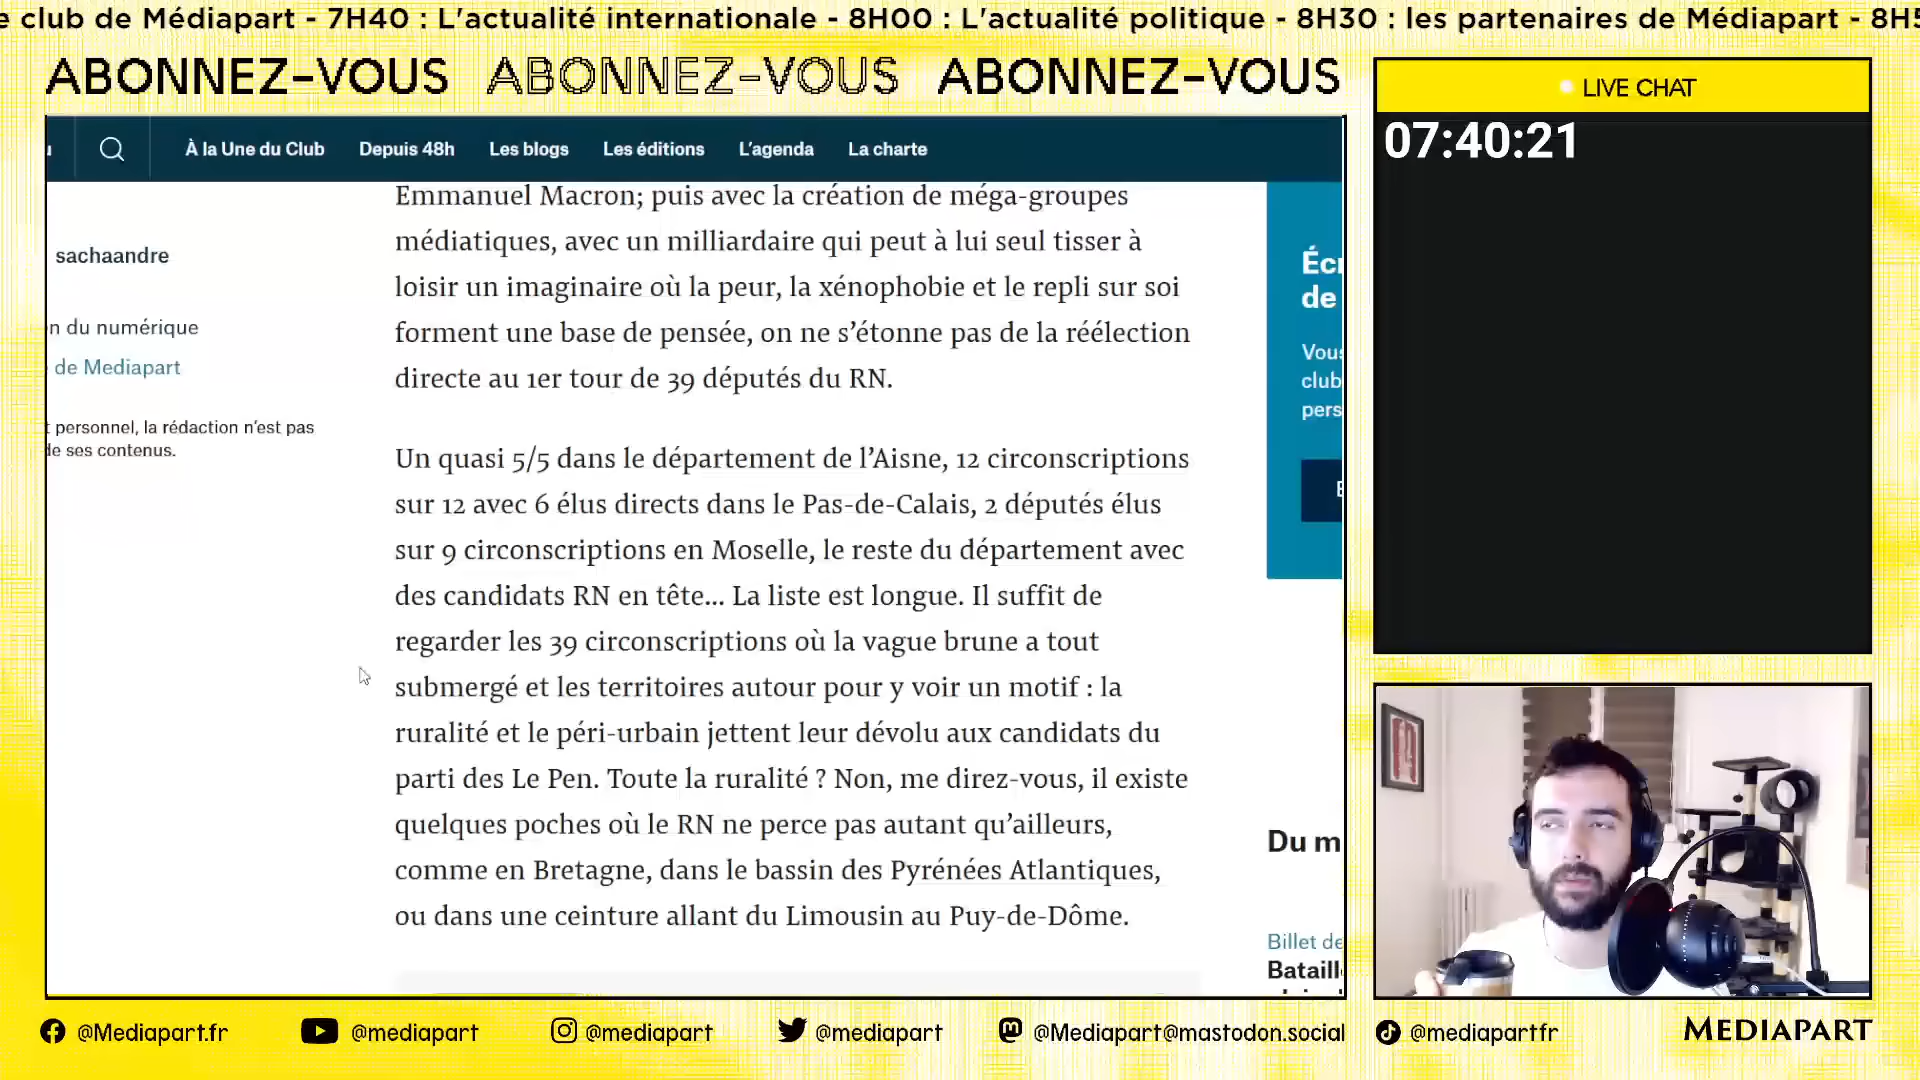 e club de Médiapart - 7H40 : L'actualité internationale - 8H00 : L'actualité politique - 8H30 : les partenaires de Médiapart - 8H5
ABONNEZ-VOUS ABONNEZ-VOUS ABONNEZ-VOUS
À la Une du Club Depuis 48h Les blogs Les éditions L'agenda La charte
sachaandre
n du numérique
de Mediapart
t personnel, la rédaction n'est pas
de ses contenus.
Emmanuel Macron; puis avec la création de méga-groupes
médiatiques, avec un milliardaire qui peut à lui seul tisser à
loisir un imaginaire où la peur, la xénophobie et le repli sur soi
forment une base de pensée, on ne s'étonne pas de la réélection
directe au 1er tour de 39 députés du RN.
Un quasi 5/5 dans le département de l'Aisne, 12 circonscriptions
sur 12 avec 6 élus directs dans le Pas-de-Calais, 2 députés élus
sur 9 circonscriptions en Moselle, le reste du département avec
des candidats RN en tête... La liste est longue. Il suffit de
regarder les 39 circonscriptions où la vague brune a tout
submergé et les territoires autour pour y voir un motif : la
ruralité et le péri-urbain jettent leur dévolu aux candidats du
parti des Le Pen. Toute la ruralité ? Non, me direz-vous, il existe
quelques poches où le RN ne perce pas autant qu'ailleurs,
comme en Bretagne, dans le bassin des Pyrénées Atlantiques,
ou dans une ceinture allant du Limousin au Puy-de-Dôme.
Écr
de
Vous
club
pers
Du m
Billet de
Bataill
LIVE CHAT
07:40:21
@Mediapart.fr @mediapart @mediapart @mediapart @Mediapart@mastodon.social @mediapartfr MEDIAPART